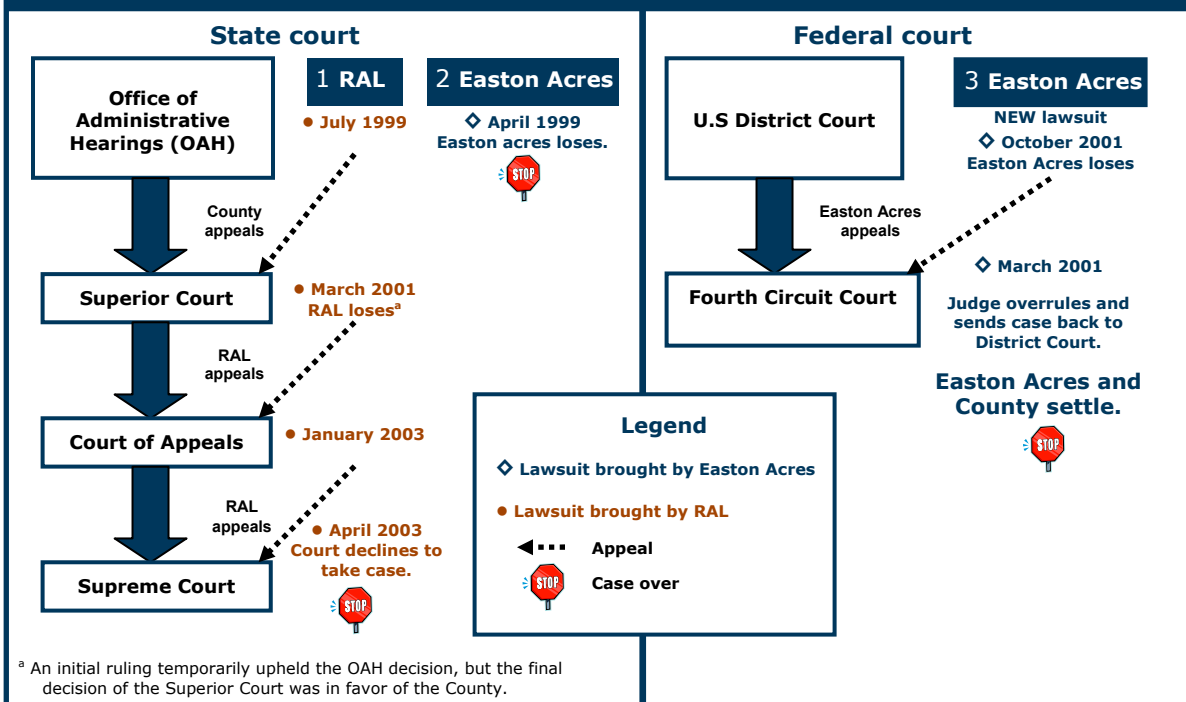 State court
Office of
Administrative
Hearings (OAH)
1 RAL
• July 1999
2 Easton Acres
◇ April 1999
Easton acres loses.
STOP
County
appeals
Superior Court
• March 2001
RAL losesᵃ
RAL
appeals
Court of Appeals
• January 2003
RAL
appeals
• April 2003
Court declines to
take case.
STOP
Supreme Court
ᵃ An initial ruling temporarily upheld the OAH decision, but the final
decision of the Superior Court was in favor of the County.
Federal court
U.S District Court
3 Easton Acres
NEW lawsuit
◇ October 2001
Easton Acres loses
Easton Acres
appeals
Fourth Circuit Court
◇ March 2001
Judge overrules and
sends case back to
District Court.
Easton Acres and
County settle.
STOP
Legend
◇ Lawsuit brought by Easton Acres
• Lawsuit brought by RAL
Appeal
STOP
Case over